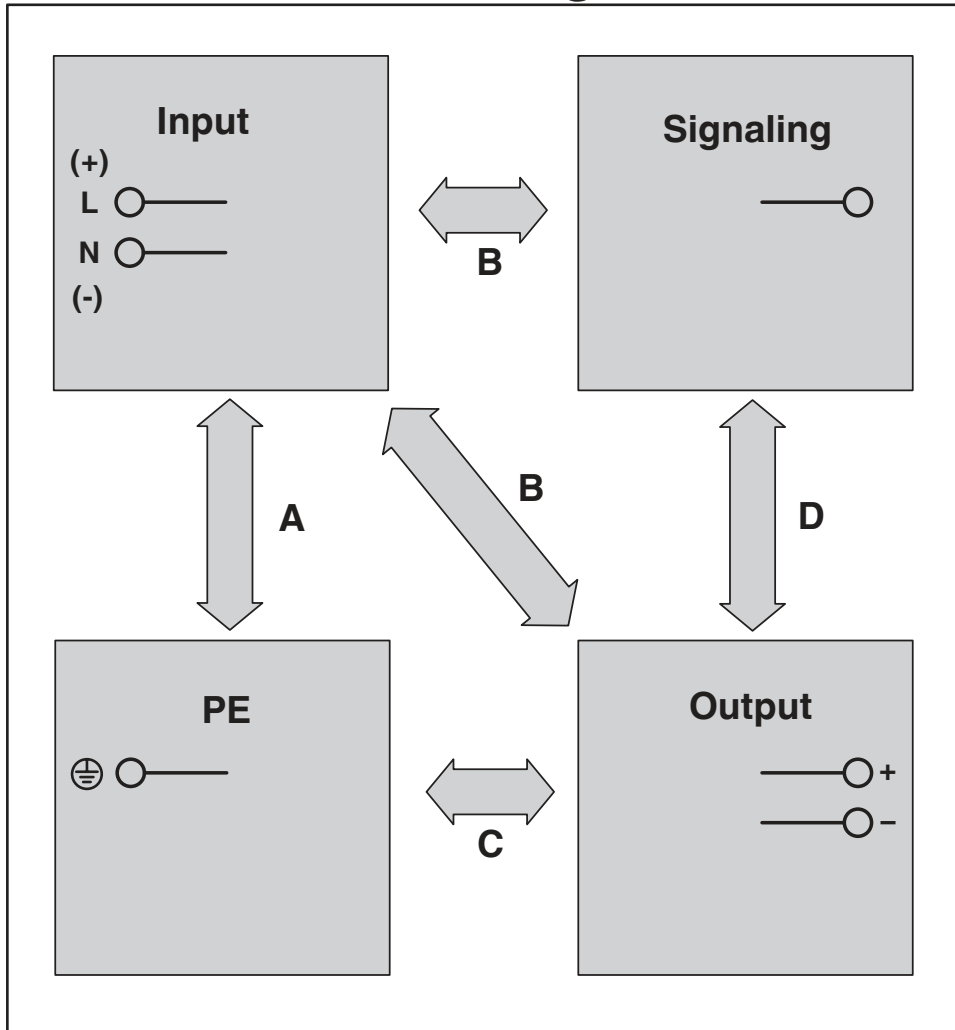 Input
(+)
L
N
(-)
Signaling
B
A
B
D
PE
Output
+
–
C